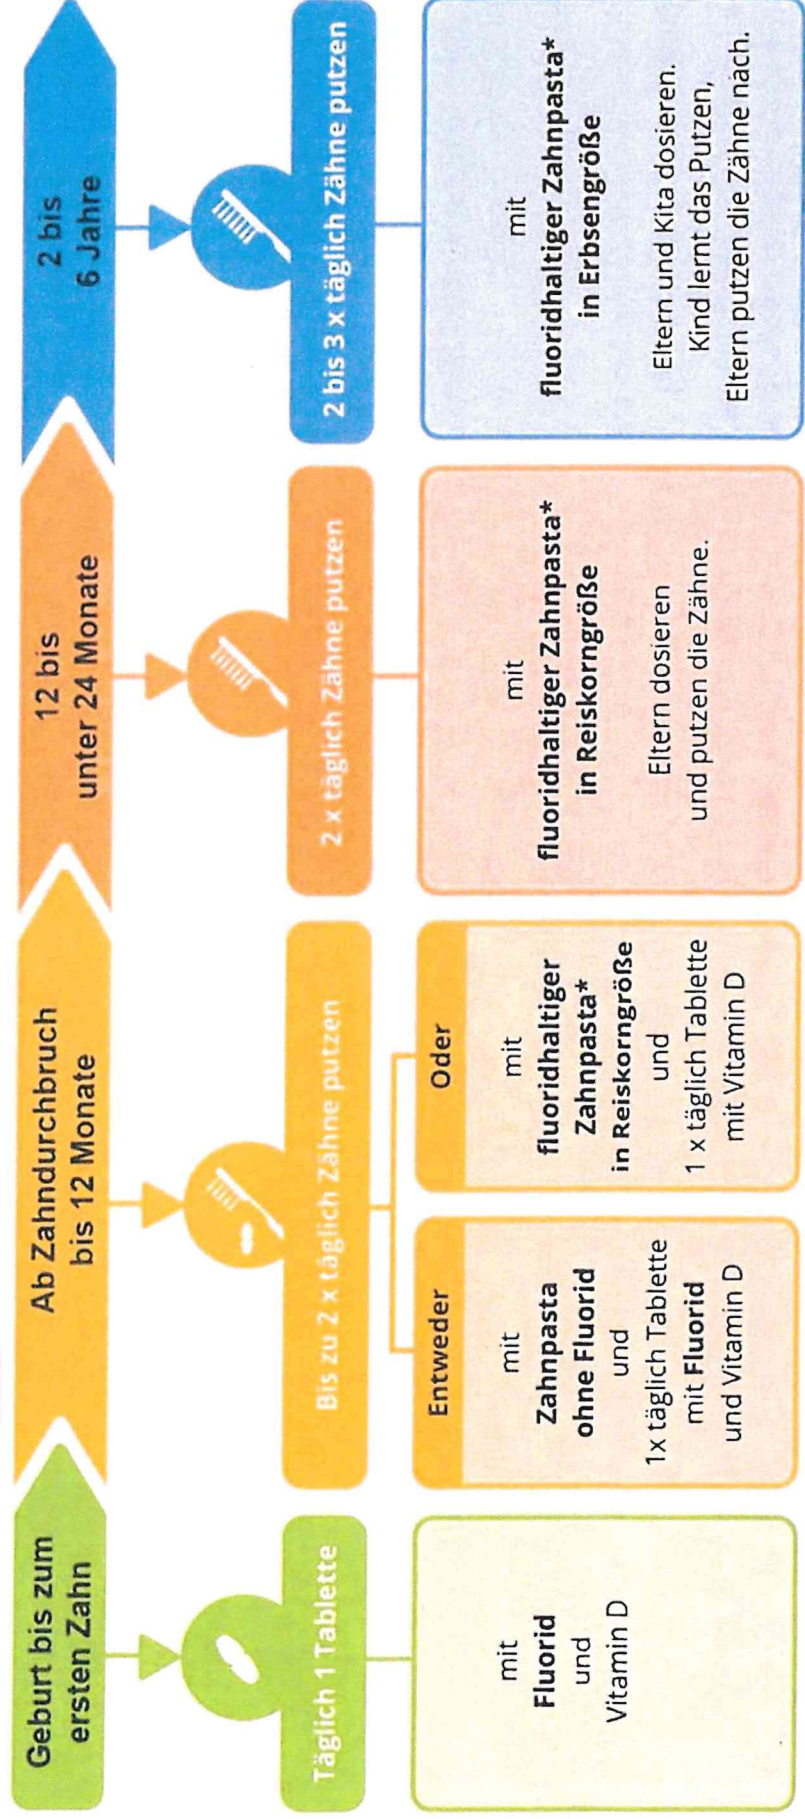 Geburt bis zum
ersten Zahn
Täglich 1 Tablette
mit
Fluorid
und
Vitamin D
Ab Zahndurchbruch
bis 12 Monate
Bis zu 2 x täglich Zähne putzen
Entweder
mit
Zahnpasta
ohne Fluorid
und
1x täglich Tablette
mit Fluorid
und Vitamin D
Oder
mit
fluoridhaltiger
Zahnpasta*
in Reiskorngröße
und
1 x täglich Tablette
mit Vitamin D
12 bis
unter 24 Monate
2 x täglich Zähne putzen
mit
fluoridhaltiger Zahnpasta*
in Reiskorngröße
Eltern dosieren
und putzen die Zähne.
2 bis
6 Jahre
2 bis 3 x täglich Zähne putzen
mit
fluoridhaltiger Zahnpasta*
in Erbsengröße
Eltern und Kita dosieren.
Kind lernt das Putzen,
Eltern putzen die Zähne nach.